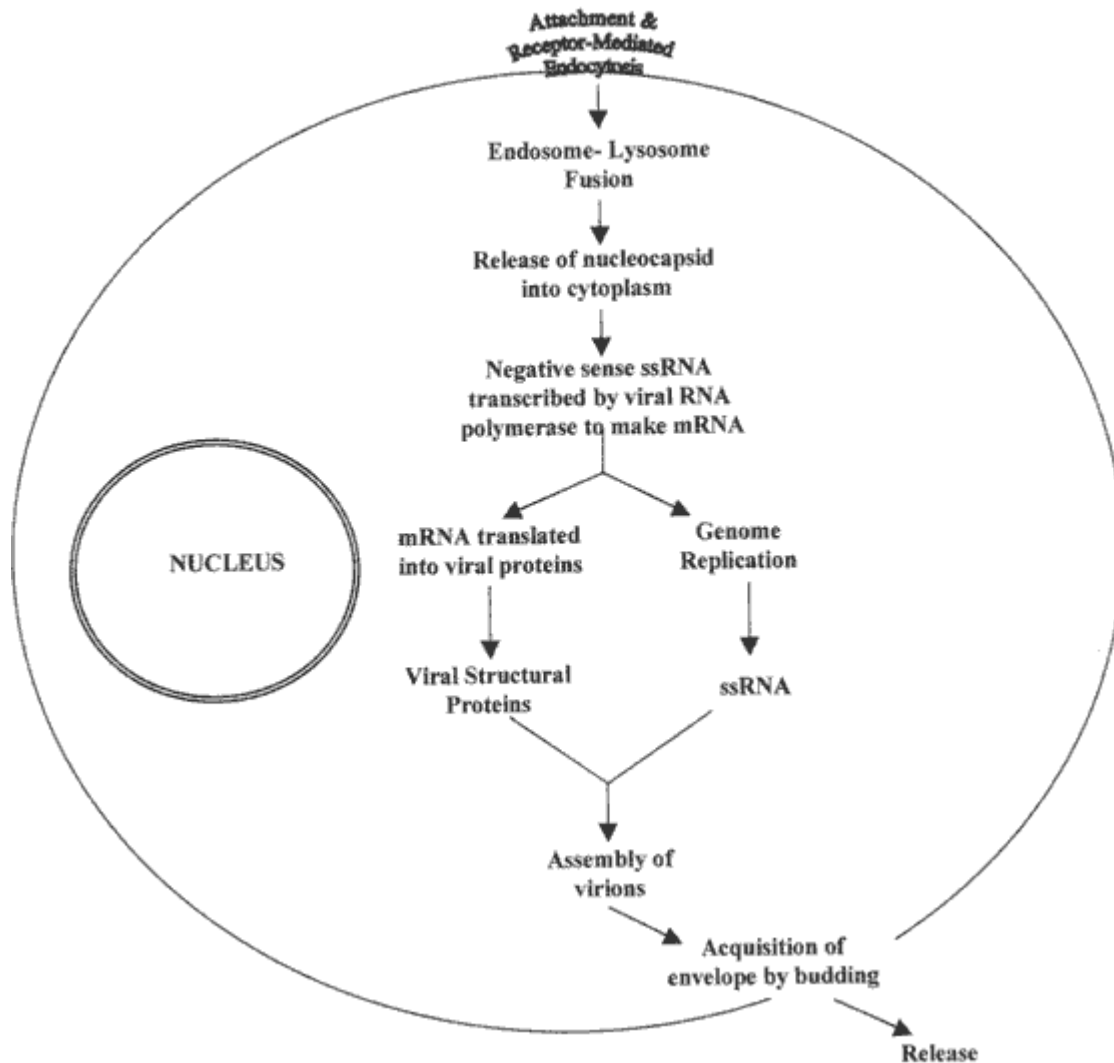 Attachment &
Receptor-Mediated
Endocytosis
Endosome- Lysosome
Fusion
Release of nucleocapsid
into cytoplasm
Negative sense ssRNA
transcribed by viral RNA
polymerase to make mRNA
NUCLEUS
mRNA translated
into viral proteins
Genome
Replication
Viral Structural
Proteins
ssRNA
Assembly of
virions
Acquisition of
envelope by budding
Release